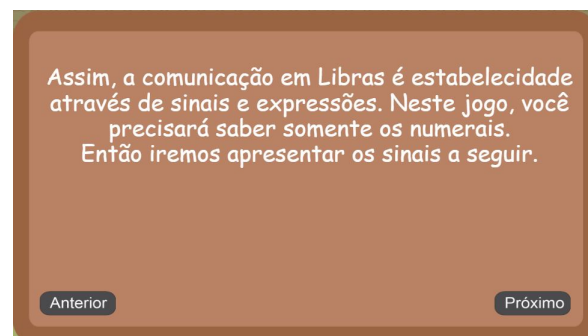 Assim, a comunicação em Libras é estabelecidade
através de sinais e expressões. Neste jogo, você
precisará saber somente os numerais.
Então iremos apresentar os sinais a seguir.
Anterior
Próximo